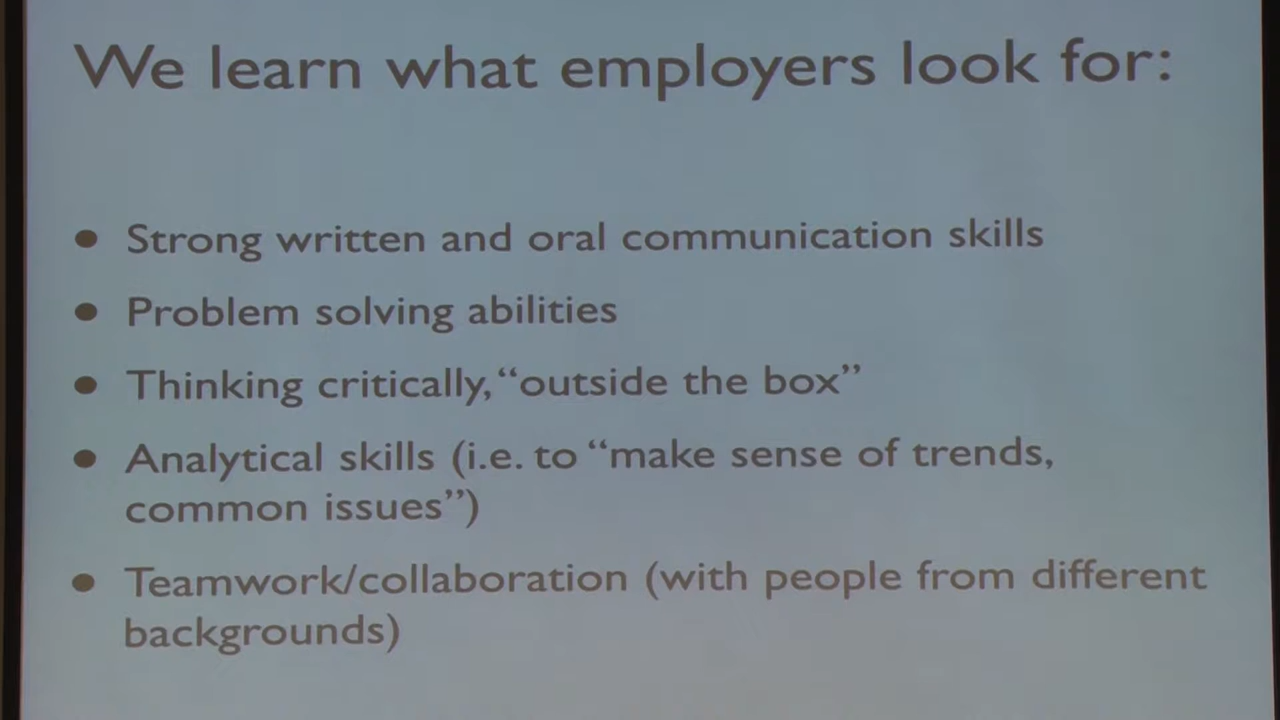 We learn what employers look for:
• Strong written and oral communication skills
• Problem solving abilities
• Thinking critically, “outside the box”
• Analytical skills (i.e. to “make sense of trends,
common issues”)
• Teamwork/collaboration (with people from different
backgrounds)